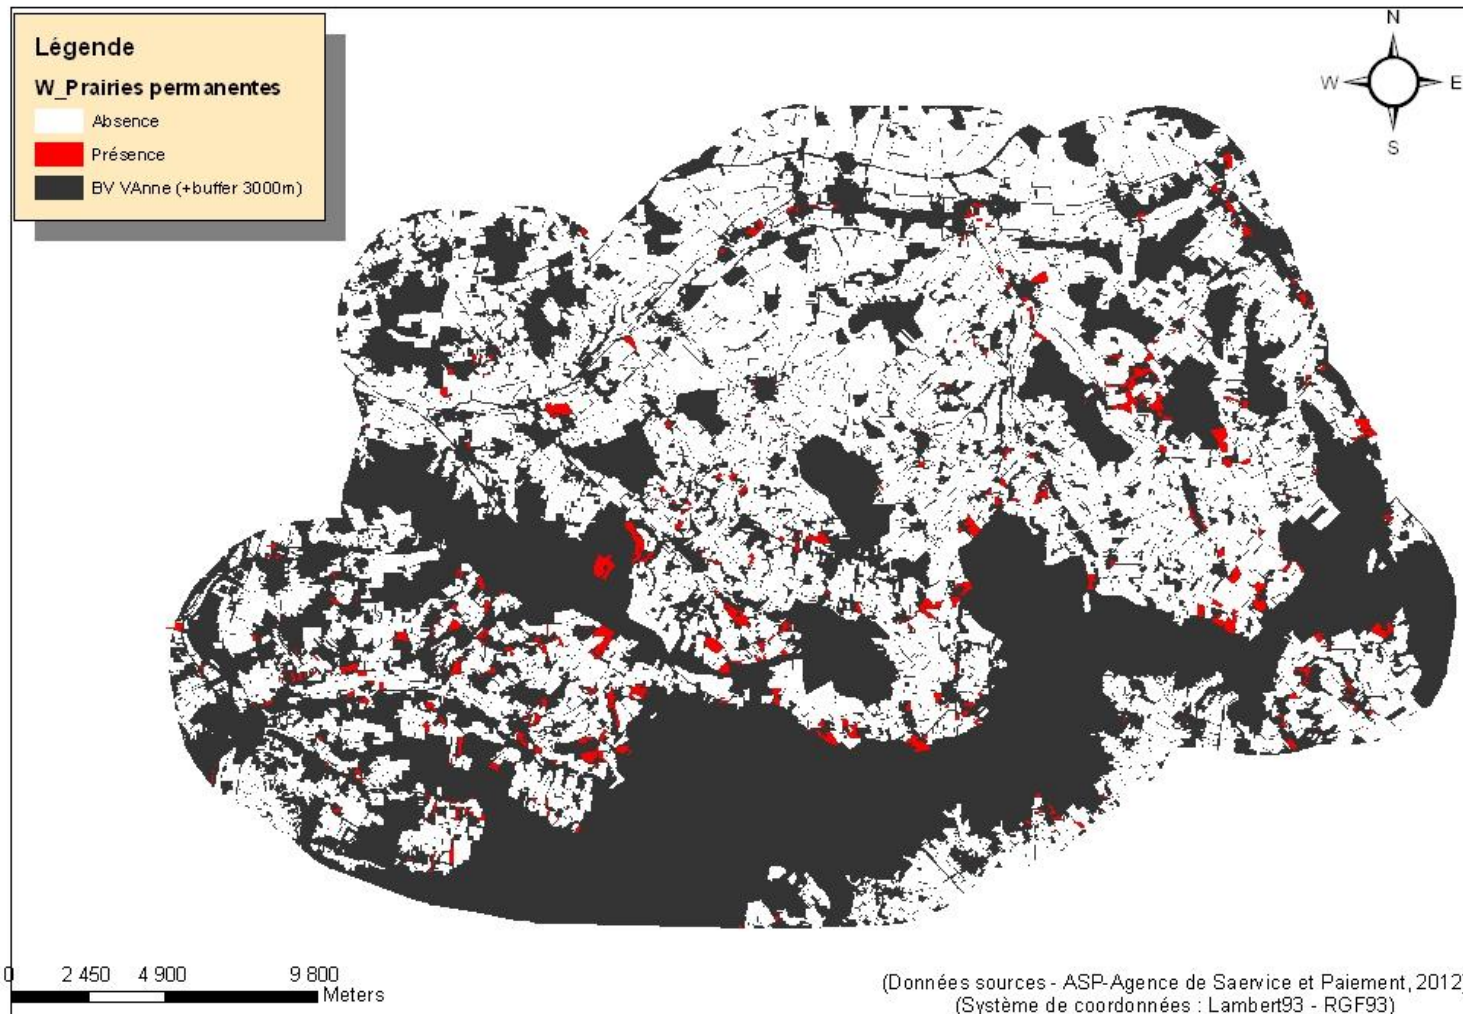 Légende
W_Prairies permanentes
Absence
Présence
BV VAnne (+buffer 3000m)
N
W
E
S
0 2 450 4 900 9 800
Meters
(Données sources - ASP-Agence de Saervice et Paiement, 2012)
(Système de coordonnées : Lambert93 - RGF93)